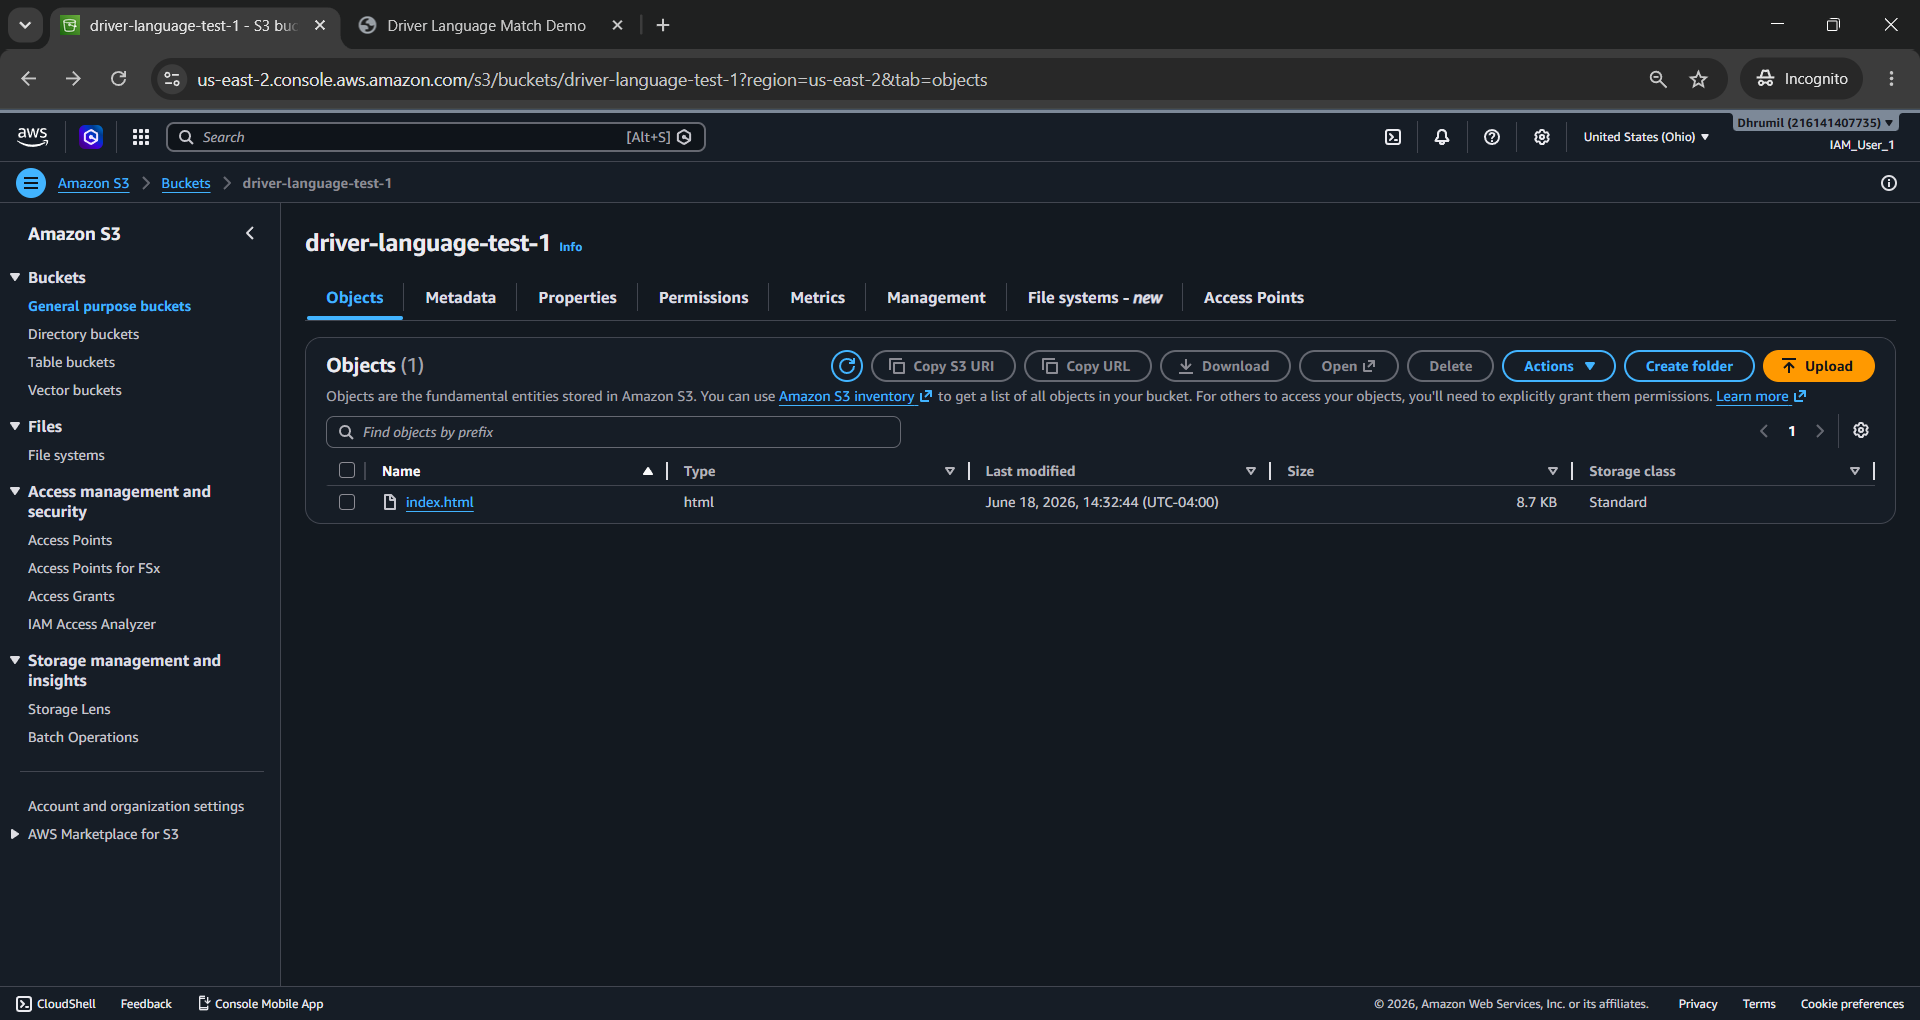 driver-language-test-1 - S3 buc
Driver Language Match Demo
us-east-2.console.aws.amazon.com/s3/buckets/driver-language-test-1?region=us-east-2&tab=objects
Incognito
aws
Search
[Alt+S]
United States (Ohio)
Dhrumil (216141407735)
IAM_User_1
Amazon S3
Buckets
driver-language-test-1
Amazon S3
Buckets
General purpose buckets
Directory buckets
Table buckets
Vector buckets
Files
File systems
Access management and
security
Access Points
Access Points for FSx
Access Grants
IAM Access Analyzer
Storage management and
insights
Storage Lens
Batch Operations
Account and organization settings
AWS Marketplace for S3
driver-language-test-1 Info
Objects
Metadata
Properties
Permissions
Metrics
Management
File systems - new
Access Points
Objects (1)
Copy S3 URI
Copy URL
Download
Open
Delete
Actions
Create folder
Upload
Objects are the fundamental entities stored in Amazon S3. You can use Amazon S3 inventory to get a list of all objects in your bucket. For others to access your objects, you'll need to explicitly grant them permissions. Learn more
Find objects by prefix
1
Name
Type
Last modified
Size
Storage class
index.html
html
June 18, 2026, 14:32:44 (UTC-04:00)
8.7 KB
Standard
CloudShell
Feedback
Console Mobile App
© 2026, Amazon Web Services, Inc. or its affiliates.
Privacy
Terms
Cookie preferences